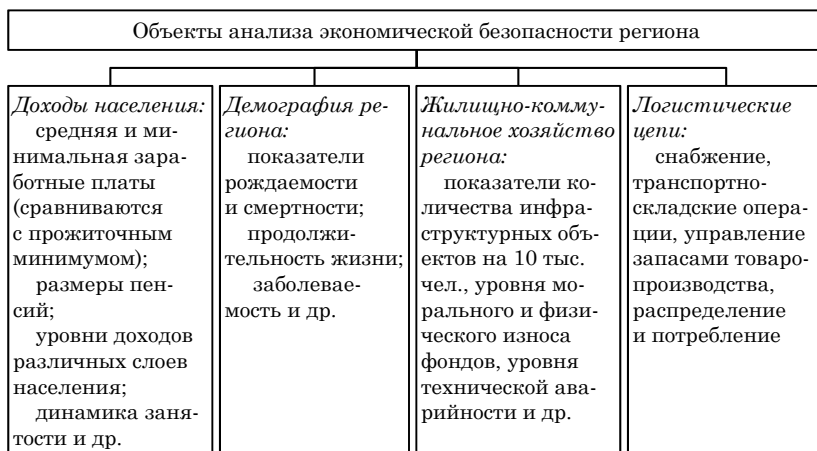 Объекты анализа экономической безопасности региона
Доходы населения:
средняя и ми-
нимальная зара-
ботные платы
(сравниваются
с прожиточным
минимумом);
размеры пен-
сий;
уровни доходов
различных слоев
населения;
динамика заня-
тости и др.
Демография ре-
гиона:
показатели
рождаемости
и смертности;
продолжи-
тельность жизни;
заболевае-
мость и др.
Жилищно-комму-
нальное хозяйство
региона:
показатели ко-
личества инфра-
структурных объ-
ектов на 10 тыс.
чел., уровня мо-
рального и физи-
ческого износа
фондов, уровня
технической ава-
рийности и др.
Логистические
цепи:
снабжение,
транспортно-
складские опера-
ции, управление
запасами товаро-
производства,
распределение
и потребление